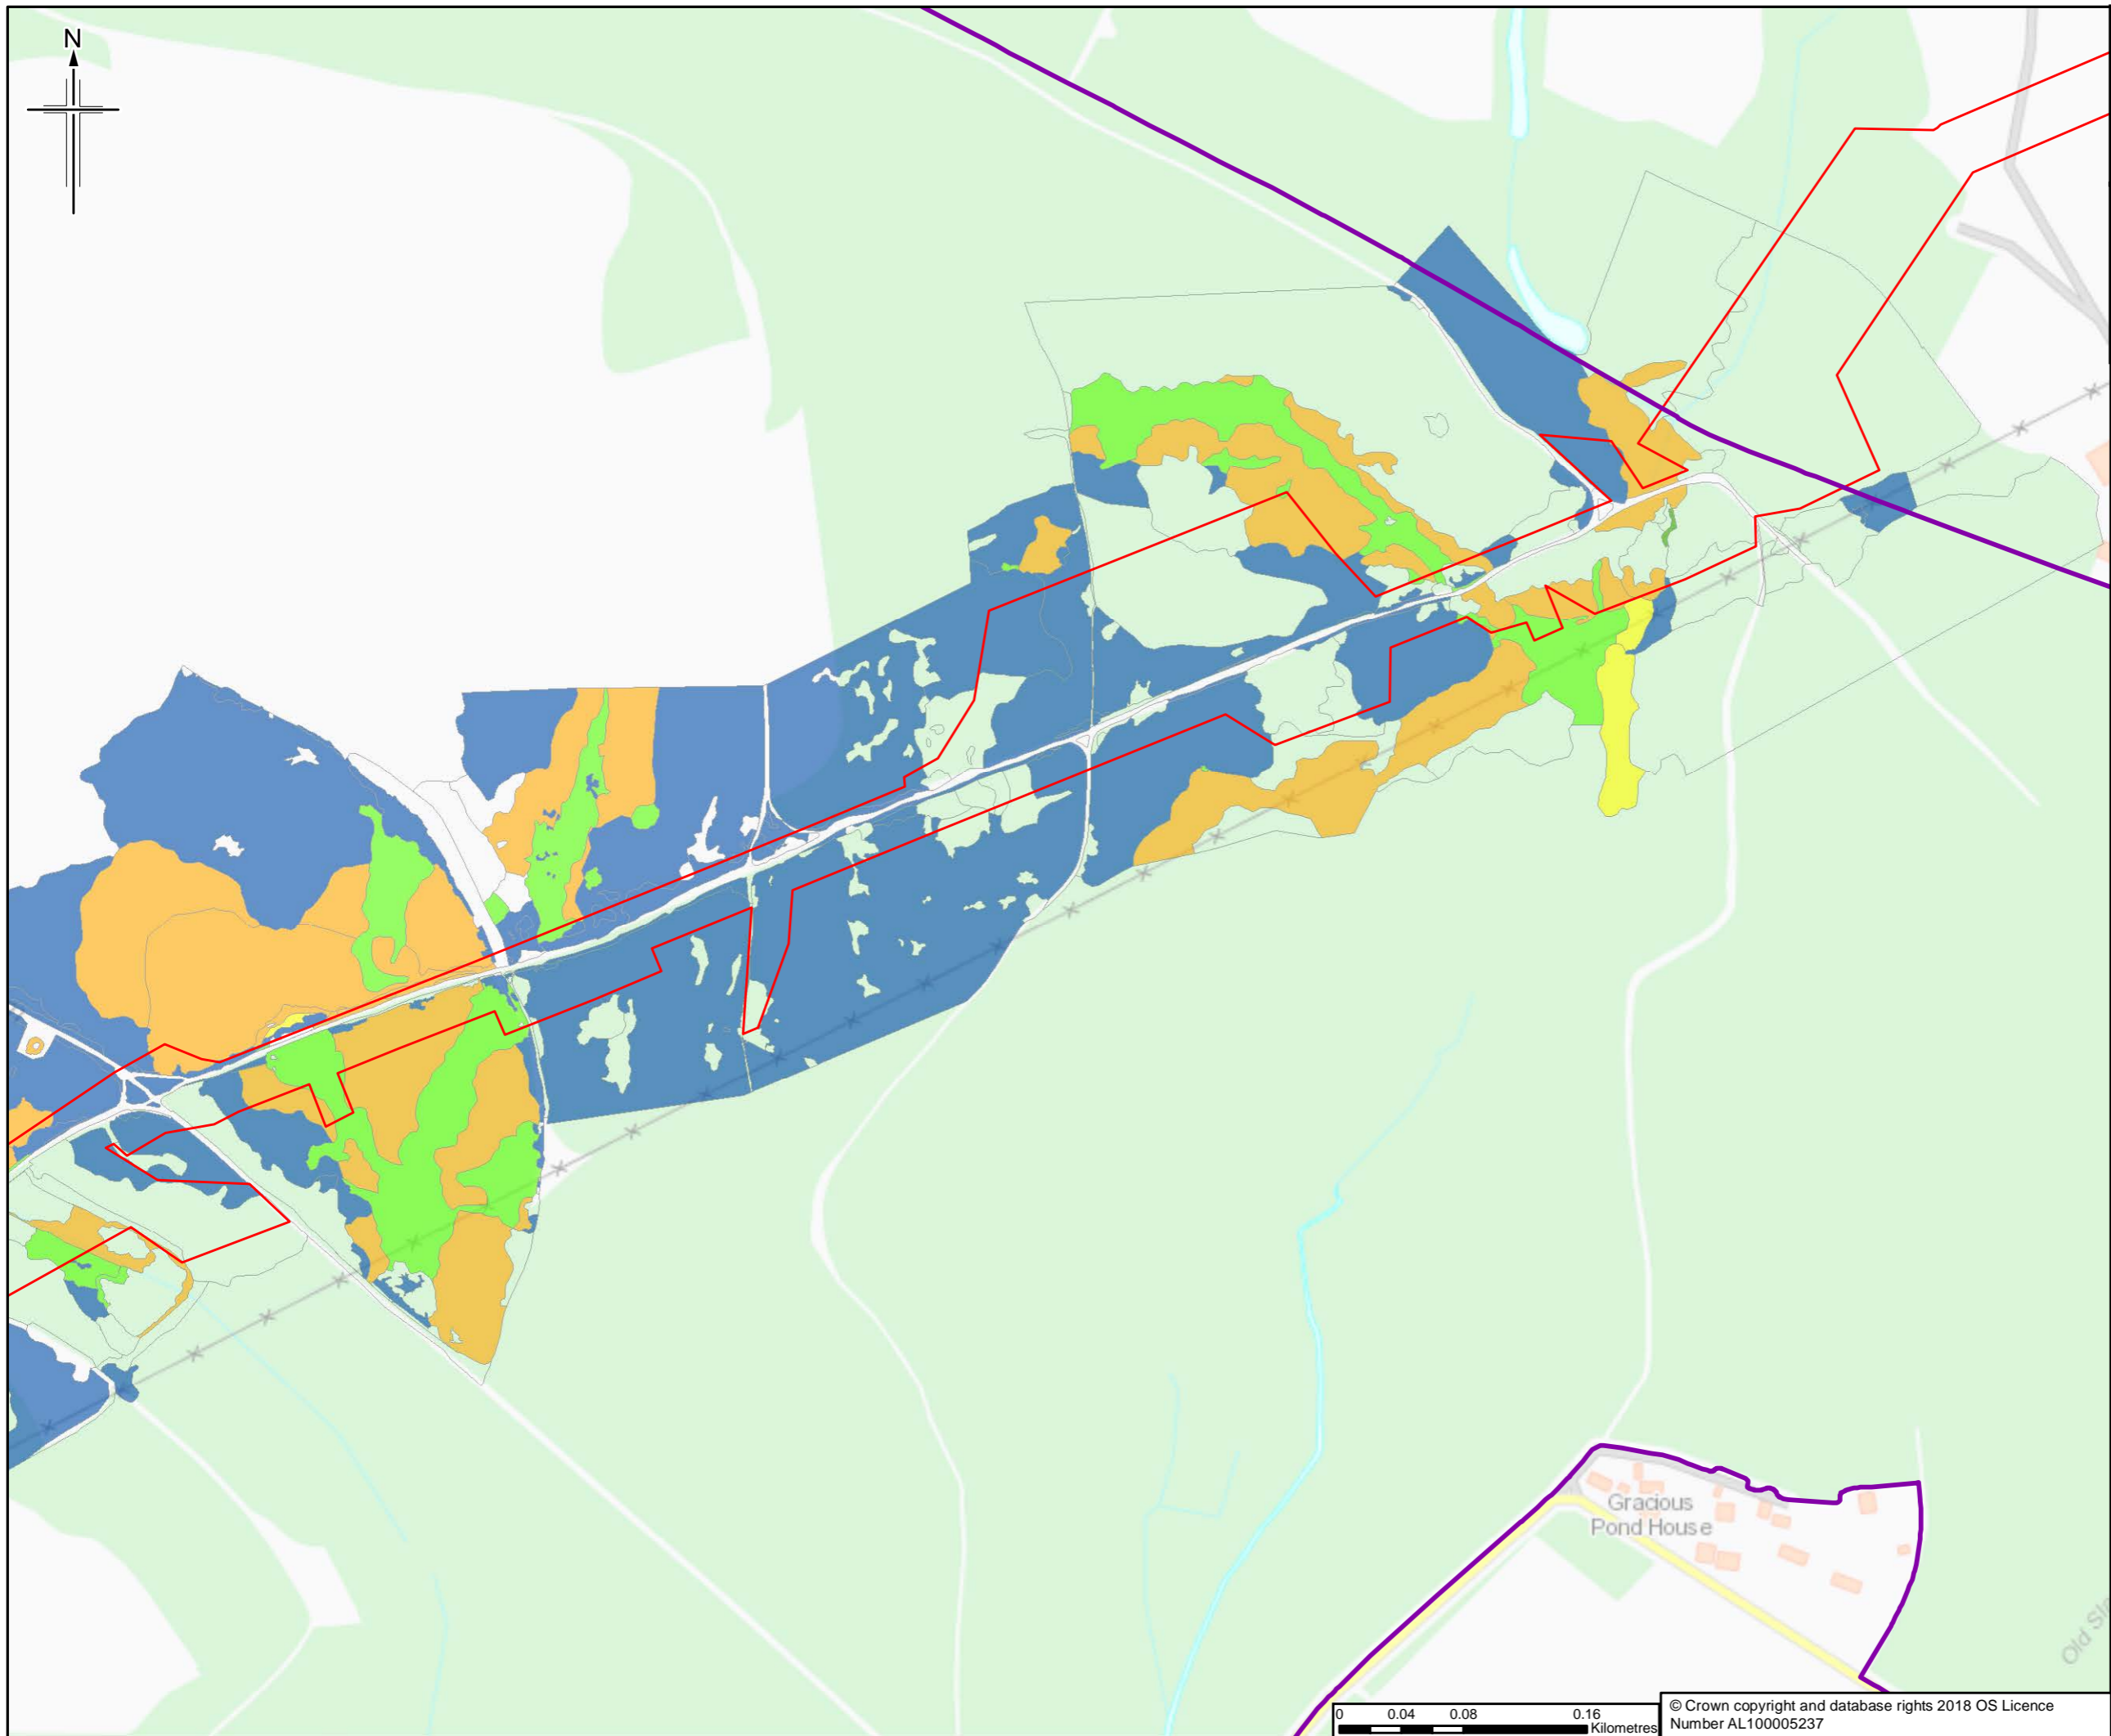 N
Gracious
Pond House
Old
0 0.04 0.08 0.16
Kilometres
© Crown copyright and database rights 2018 OS Licence
Number AL100005237